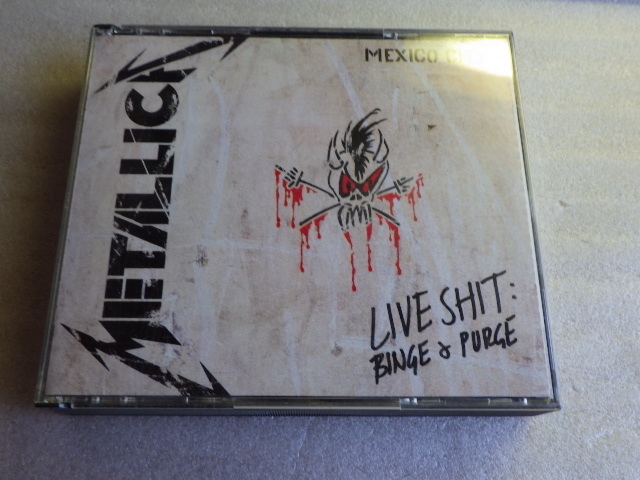 METALLICA
MEXICO
LIVE SHIT:
BINGE & PURGE